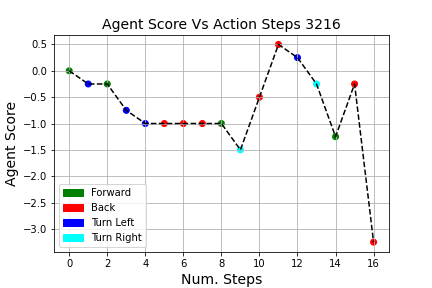 Agent Score Vs Action Steps 3216
0.5
0.0
−0.5
−1.0
−1.5
−2.0
−2.5
−3.0
Agent Score
Forward
Back
Turn Left
Turn Right
0 2 4 6 8 10 12 14 16
Num. Steps